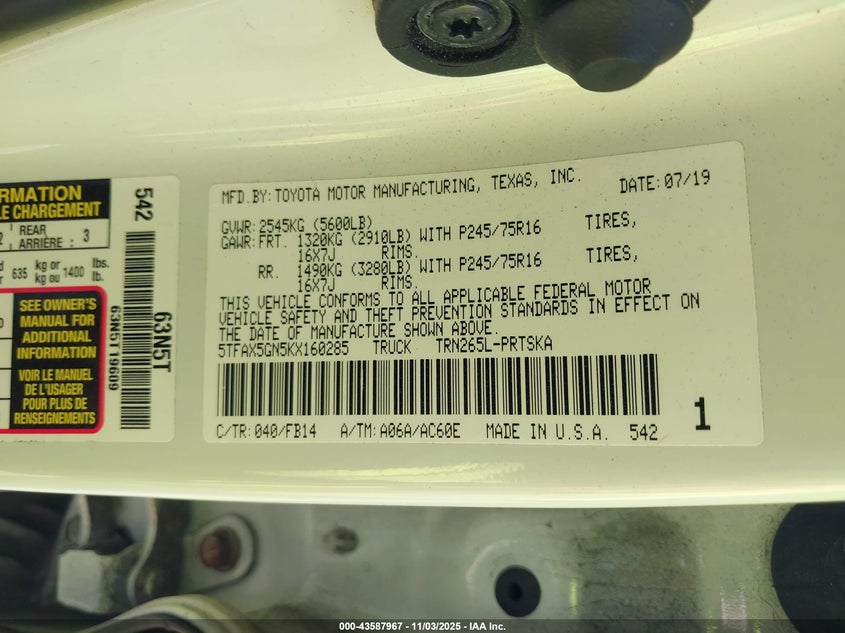 RMATION
LE CHARGEMENT
REAR
ARRIÈRE : 3
635 kg or
kg ou 1400 lbs.
lb.
SEE OWNER'S
MANUAL FOR
ADDITIONAL
INFORMATION
VOIR LE MANUEL
DE L'USAGER
POUR PLUS DE
RENSEIGNEMENTS
542
63N5T19609
63N5T
MFD.BY:TOYOTA MOTOR MANUFACTURING, TEXAS, INC. DATE:07/19
GVWR:2545KG (5600LB)
GAWR:FRT. 1320KG (2910LB) WITH P245/75R16 TIRES,
16X7J RIMS.
RR. 1490KG (3280LB) WITH P245/75R16 TIRES,
16X7J RIMS.
THIS VEHICLE CONFORMS TO ALL APPLICABLE FEDERAL MOTOR
VEHICLE SAFETY AND THEFT PREVENTION STANDARDS IN EFFECT ON
THE DATE OF MANUFACTURE SHOWN ABOVE.
5TFAX5GN5KX160285 TRUCK TRN265L-PRTSKA
C/TR:040/FB14 A/TM:A06A/AC60E MADE IN U.S.A. 542
1
000-43587967 - 11/03/2025 - IAA Inc.